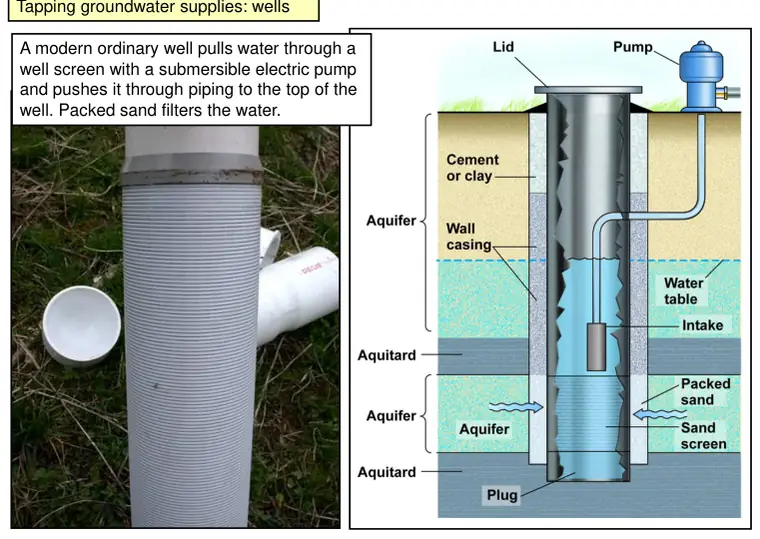 Tapping groundwater supplies: wells
A modern ordinary well pulls water through a
well screen with a submersible electric pump
and pushes it through piping to the top of the
well. Packed sand filters the water.
Lid
Pump
Cement
or clay
Aquifer
Wall
casing
Water
table
Intake
Aquitard
Packed
sand
Aquifer
Aquifer
Sand
screen
Aquitard
Plug